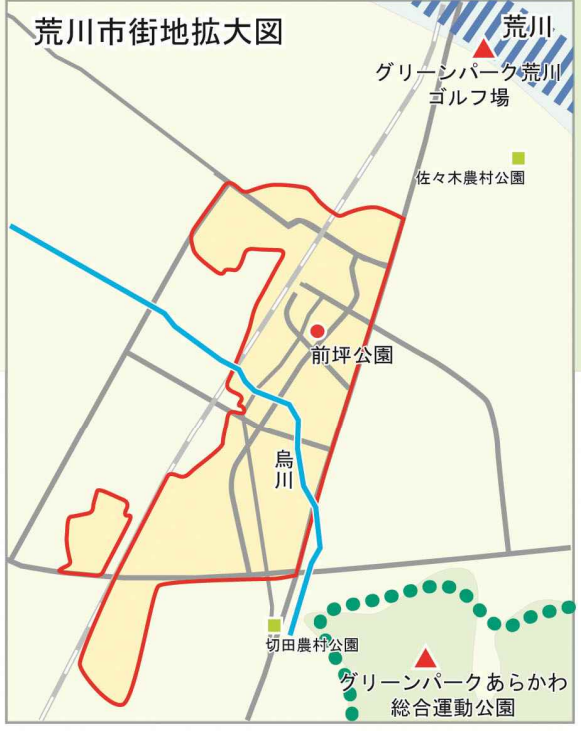 荒川市街地拡大図
荒川
グリーンパーク荒川
ゴルフ場
佐々木農村公園
前坪公園
烏
川
切田農村公園
グリーンパークあらかわ
総合運動公園